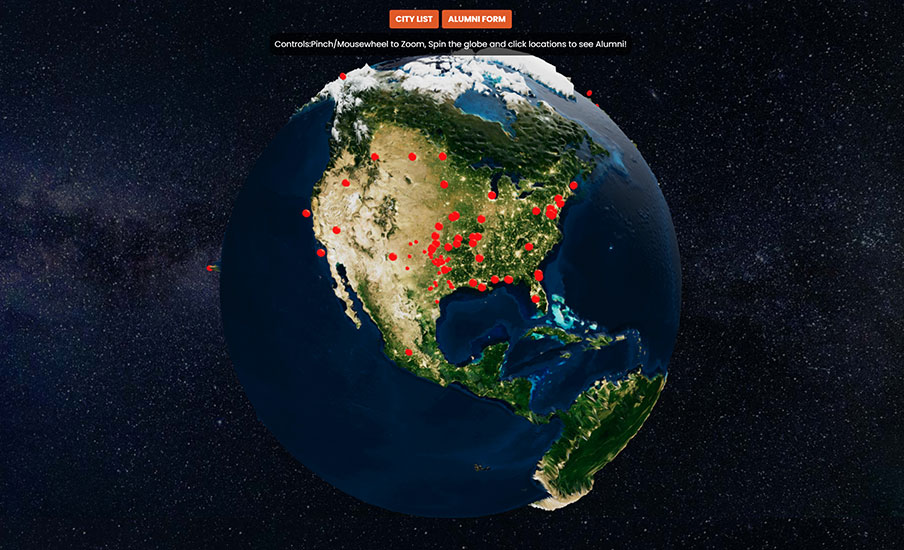 CITY LIST
ALUMNI FORM
Controls:Pinch/Mousewheel to Zoom, Spin the globe and click locations to see Alumni!